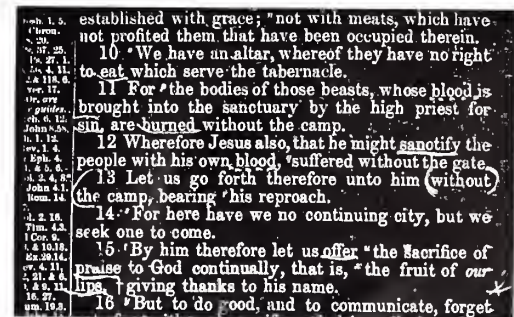 established with grace; "not with meats, which have
not profited them that have been occupied therein.
10 "We have an altar, whereof they have no right
to eat which serve the tabernacle.
11 For the bodies of those beasts, whose blood is
brought into the sanctuary by the high priest for
sin, are burned without the camp.
12 Wherefore Jesus also, that he might sanctify the
people with his own blood, suffered without the gate.
13 Let us go forth therefore unto him without
the camp, bearing his reproach.
14 For here have we no continuing city, but we
seek one to come.
15 By him therefore let us offer the sacrifice of
praise to God continually, that is, the fruit of our
lips, giving thanks to his name.
16 But to do good, and to communicate, forget